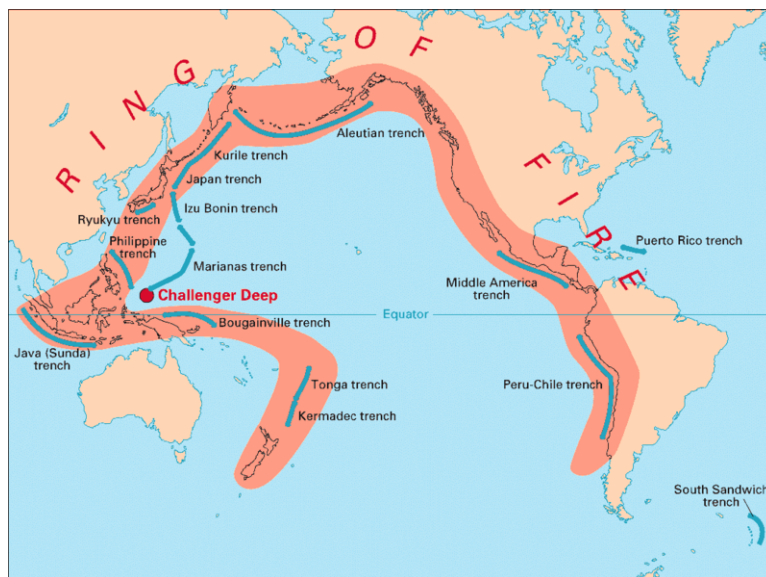 RING OF FIRE
Aleutian trench
Kurile trench
Japan trench
Izu Bonin trench
Ryukyu trench
Philippine
trench
Marianas trench
Challenger Deep
Puerto Rico trench
Middle America
trench
Equator
Bougainville trench
Java (Sunda)
trench
Tonga trench
Kermadec trench
Peru-Chile trench
South Sandwich
trench